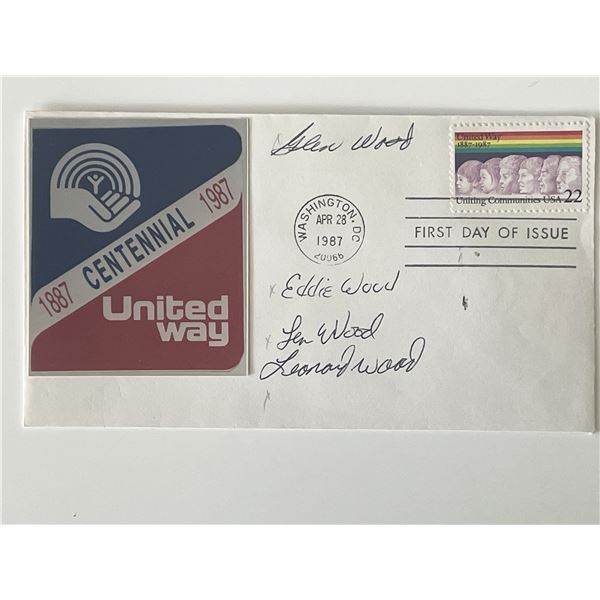 Glen Wood
United Way
1887-1987
Uniting Communities USA 22
WASHINGTON, DC
APR 28
1987
20066
FIRST DAY OF ISSUE
1887 CENTENNIAL 1987
United
way
Eddie Wood
Len Wood
Leonard Wood